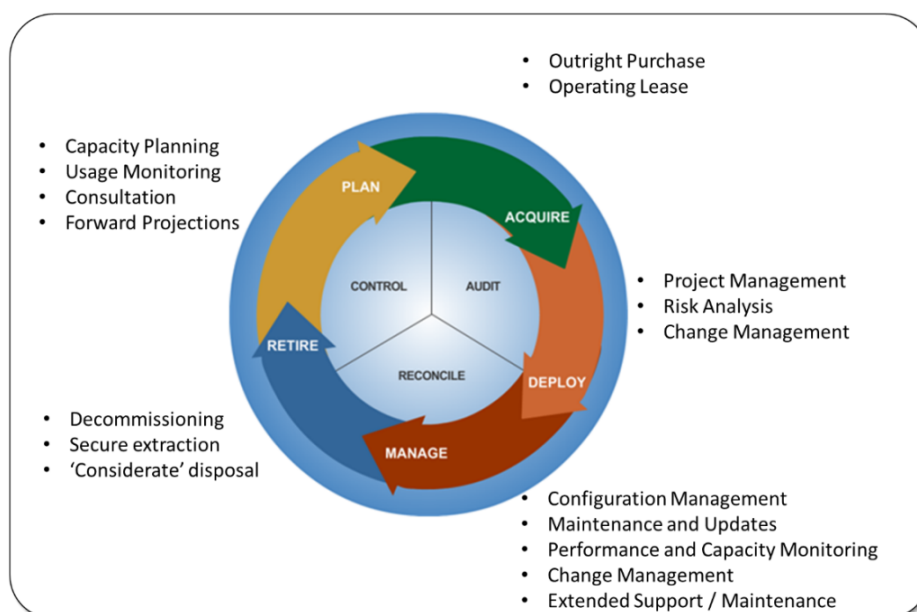 • Outright Purchase
• Operating Lease
• Capacity Planning
• Usage Monitoring
• Consultation
• Forward Projections
PLAN
ACQUIRE
CONTROL
AUDIT
• Project Management
• Risk Analysis
• Change Management
RETIRE
RECONCILE
DEPLOY
• Decommissioning
• Secure extraction
• ‘Considerate’ disposal
MANAGE
• Configuration Management
• Maintenance and Updates
• Performance and Capacity Monitoring
• Change Management
• Extended Support / Maintenance